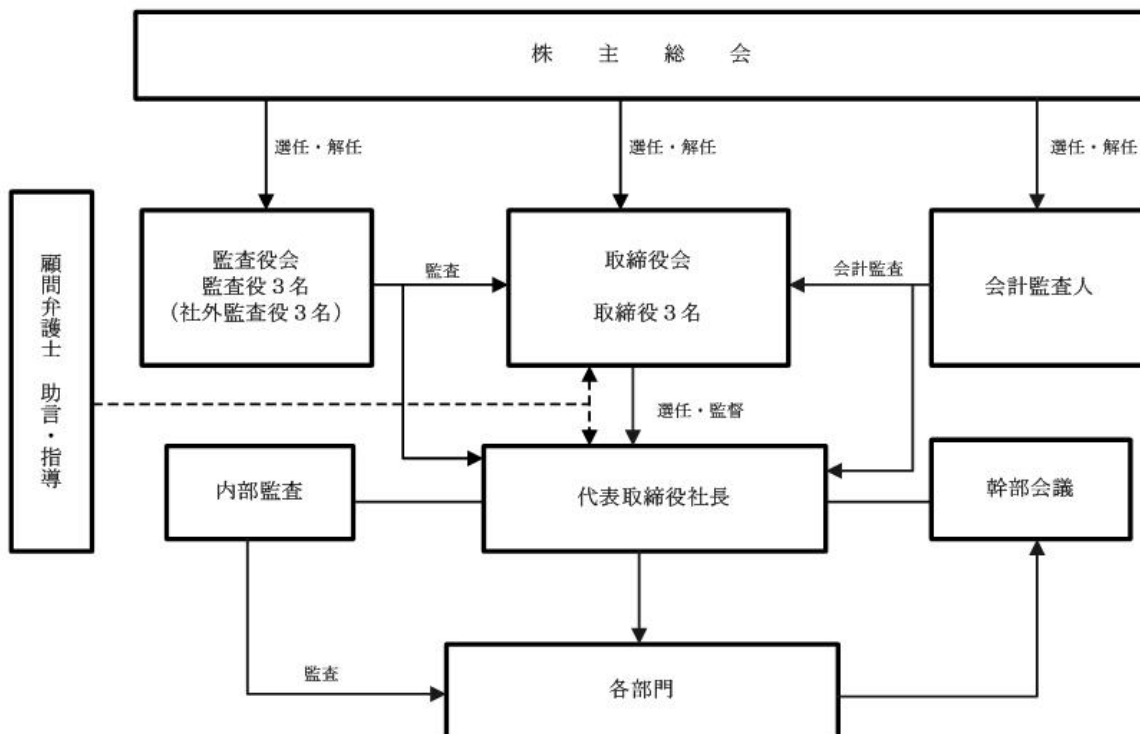 株 主 総 会
選任・解任
選任・解任
選任・解任
顧問弁護士 助言・指導
監査役会
監査役3名
(社外監査役3名)
監査
取締役会
取締役3名
会計監査
会計監査人
選任・監督
内部監査
代表取締役社長
幹部会議
監査
各部門